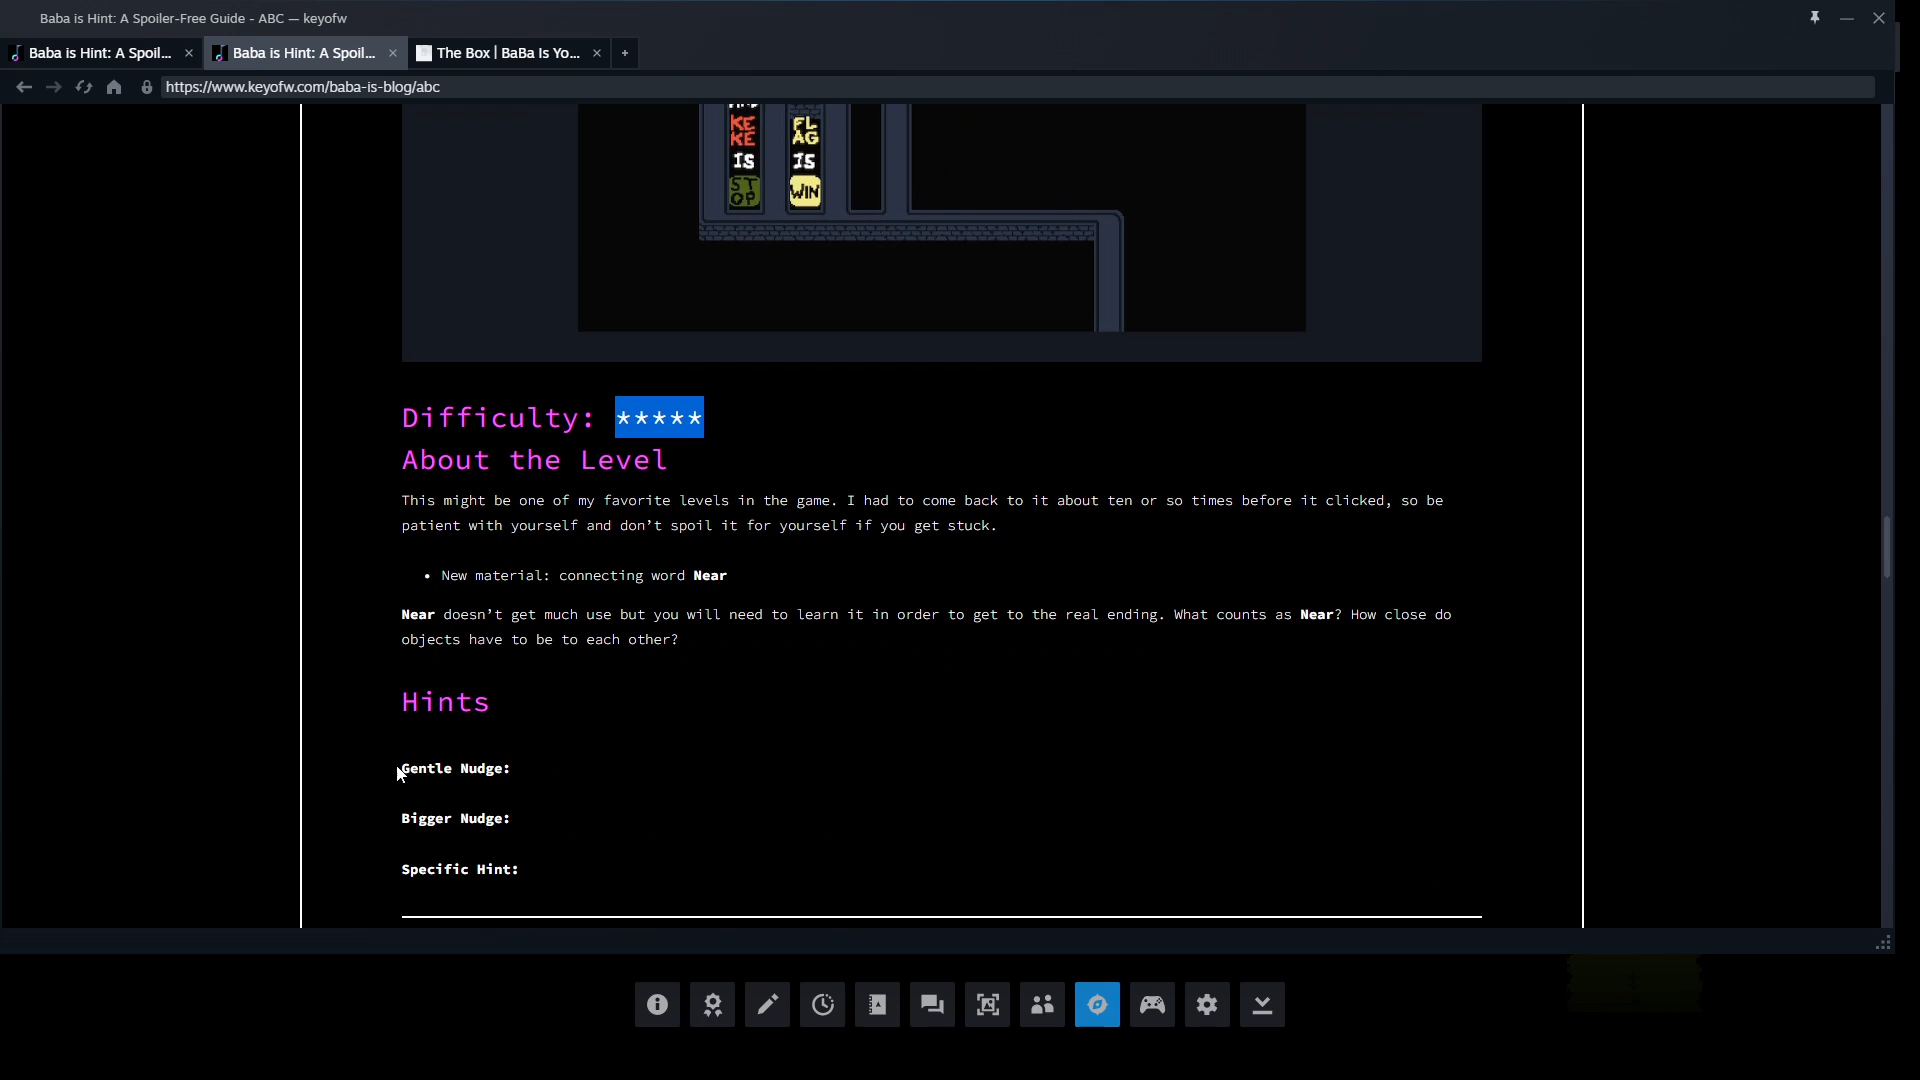 Baba is Hint: A Spoiler-Free Guide - ABC — keyofw
Baba is Hint: A Spoil...
Baba is Hint: A Spoil...
The Box | BaBa Is Yo...
https://www.keyofw.com/baba-is-blog/abc
KE KE
FL AG
IS
IS
ST OP
WIN
Difficulty: *****
About the Level
This might be one of my favorite levels in the game. I had to come back to it about ten or so times before it clicked, so be
patient with yourself and don’t spoil it for yourself if you get stuck.
• New material: connecting word Near
Near doesn’t get much use but you will need to learn it in order to get to the real ending. What counts as Near? How close do
objects have to be to each other?
Hints
Gentle Nudge:
Bigger Nudge:
Specific Hint: